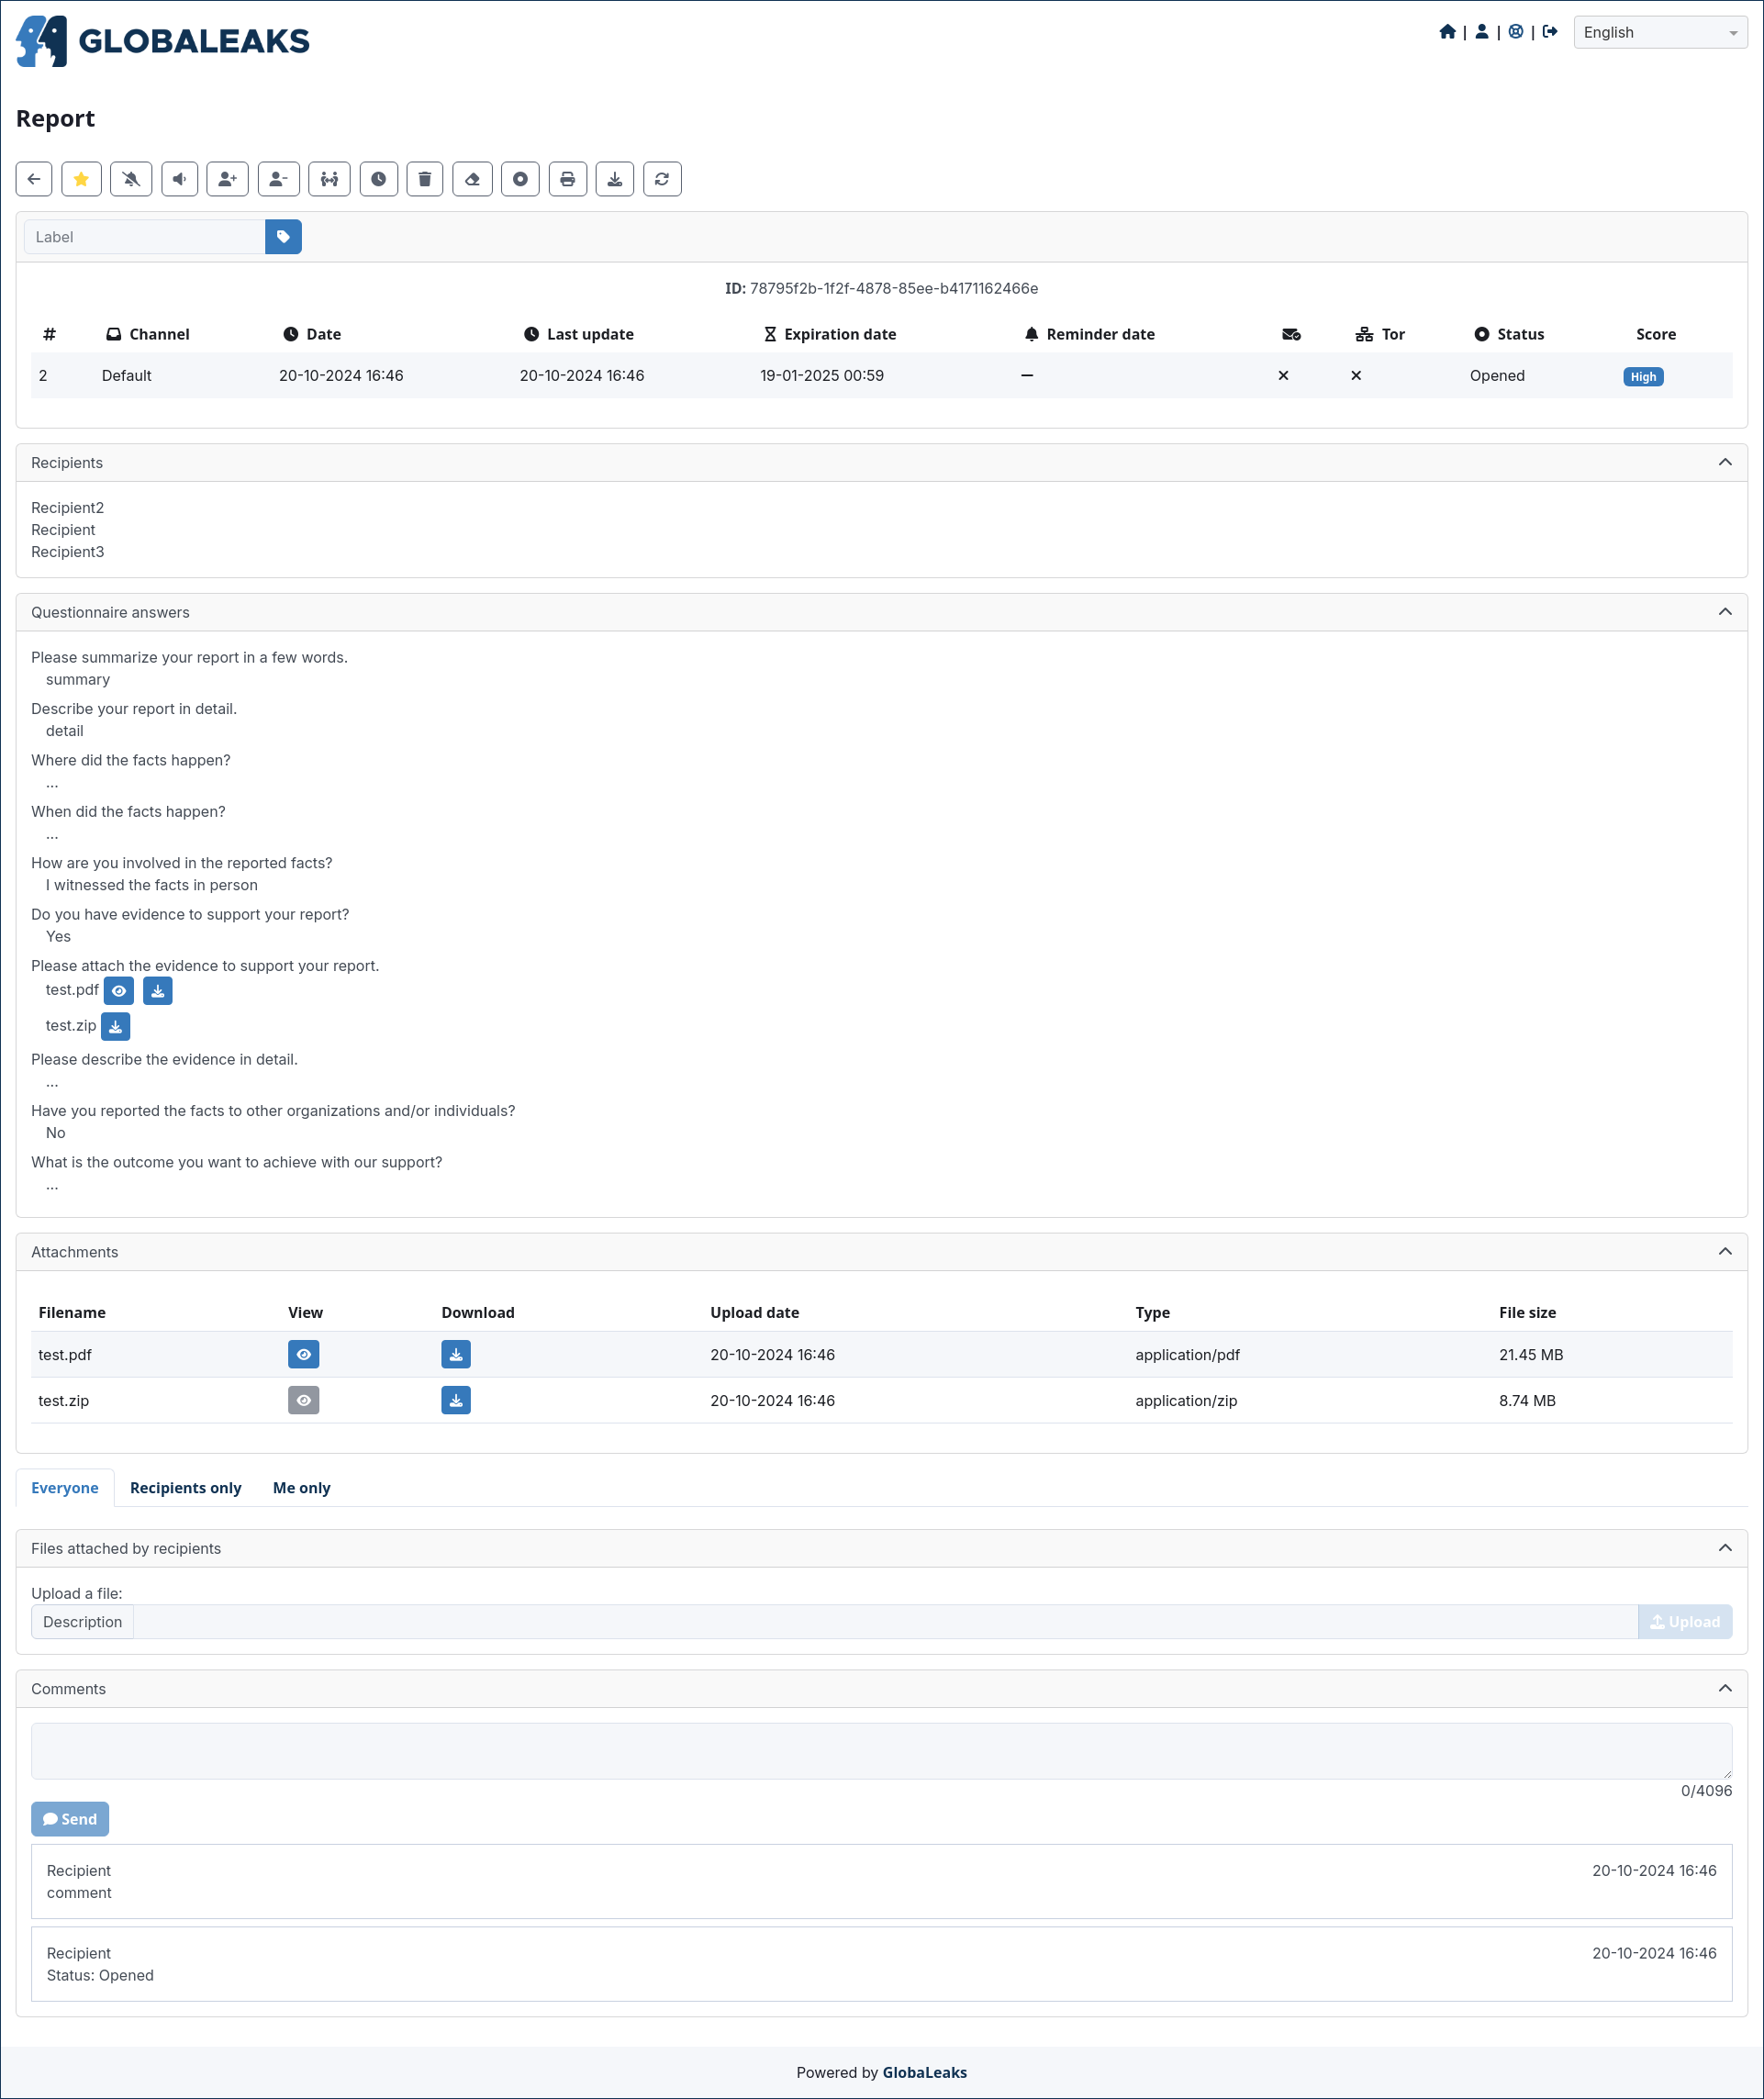 GLOBALEAKS
| | | English
Report
Label
ID: 78795f2b-1f2f-4878-85ee-b4171162466e
# Channel Date Last update Expiration date Reminder date Tor Status Score
2 Default 20-10-2024 16:46 20-10-2024 16:46 19-01-2025 00:59 Opened High
Recipients
Recipient2
Recipient
Recipient3
Questionnaire answers
Please summarize your report in a few words.
summary
Describe your report in detail.
detail
Where did the facts happen?
...
When did the facts happen?
...
How are you involved in the reported facts?
I witnessed the facts in person
Do you have evidence to support your report?
Yes
Please attach the evidence to support your report.
test.pdf
test.zip
Please describe the evidence in detail.
...
Have you reported the facts to other organizations and/or individuals?
No
What is the outcome you want to achieve with our support?
...
Attachments
Filename View Download Upload date Type File size
test.pdf 20-10-2024 16:46 application/pdf 21.45 MB
test.zip 20-10-2024 16:46 application/zip 8.74 MB
Everyone Recipients only Me only
Files attached by recipients
Upload a file:
Description Upload
Comments
0/4096
Send
Recipient 20-10-2024 16:46
comment
Recipient 20-10-2024 16:46
Status: Opened
Powered by GlobaLeaks